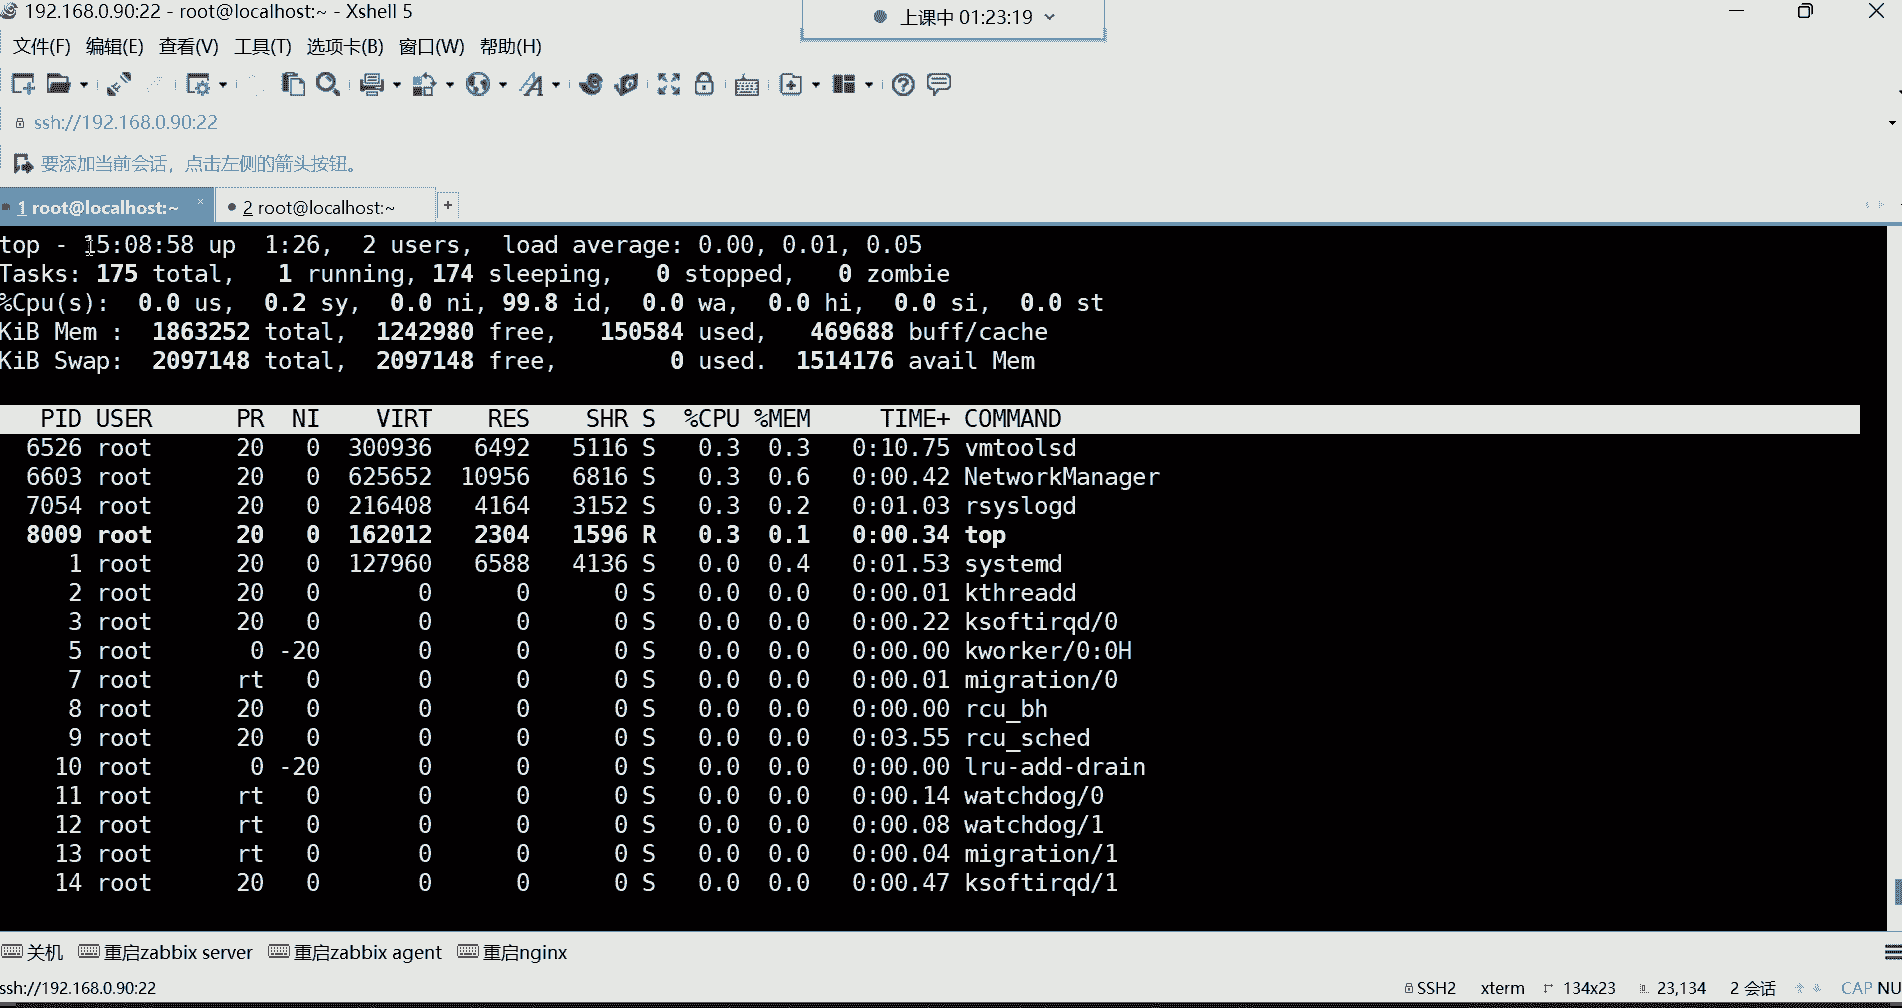 192.168.0.90:22 - root@localhost:~ - Xshell 5
上课中 01:23:19
文件(F) 编辑(E) 查看(V) 工具(T) 选项卡(B) 窗口(W) 帮助(H)
ssh://192.168.0.90:22
要添加当前会话，点击左侧的箭头按钮。
1 root@localhost:~ × 2 root@localhost:~ +
top - 15:08:58 up  1:26,  2 users,  load average: 0.00, 0.01, 0.05
Tasks: 175 total,   1 running, 174 sleeping,   0 stopped,   0 zombie
%Cpu(s):  0.0 us,  0.2 sy,  0.0 ni, 99.8 id,  0.0 wa,  0.0 hi,  0.0 si,  0.0 st
KiB Mem :  1863252 total,  1242980 free,   150584 used,   469688 buff/cache
KiB Swap:  2097148 total,  2097148 free,        0 used.  1514176 avail Mem
PID USER      PR  NI    VIRT    RES    SHR S  %CPU %MEM     TIME+ COMMAND
6526 root      20   0  300936   6492   5116 S   0.3  0.3   0:10.75 vmtoolsd
6603 root      20   0  625652  10956   6816 S   0.3  0.6   0:00.42 NetworkManager
7054 root      20   0  216408   4164   3152 S   0.3  0.2   0:01.03 rsyslogd
8009 root      20   0  162012   2304   1596 R   0.3  0.1   0:00.34 top
1 root      20   0  127960   6588   4136 S   0.0  0.4   0:01.53 systemd
2 root      20   0       0      0      0 S   0.0  0.0   0:00.01 kthreadd
3 root      20   0       0      0      0 S   0.0  0.0   0:00.22 ksoftirqd/0
5 root       0 -20       0      0      0 S   0.0  0.0   0:00.00 kworker/0:0H
7 root      rt   0       0      0      0 S   0.0  0.0   0:00.01 migration/0
8 root      20   0       0      0      0 S   0.0  0.0   0:00.00 rcu_bh
9 root      20   0       0      0      0 S   0.0  0.0   0:03.55 rcu_sched
10 root       0 -20       0      0      0 S   0.0  0.0   0:00.00 lru-add-drain
11 root      rt   0       0      0      0 S   0.0  0.0   0:00.14 watchdog/0
12 root      rt   0       0      0      0 S   0.0  0.0   0:00.08 watchdog/1
13 root      rt   0       0      0      0 S   0.0  0.0   0:00.04 migration/1
14 root      20   0       0      0      0 S   0.0  0.0   0:00.47 ksoftirqd/1
关机 重启zabbix server 重启zabbix agent 重启nginx
ssh://192.168.0.90:22 SSH2 xterm 134x23 23,134 2 会话 CAP NU